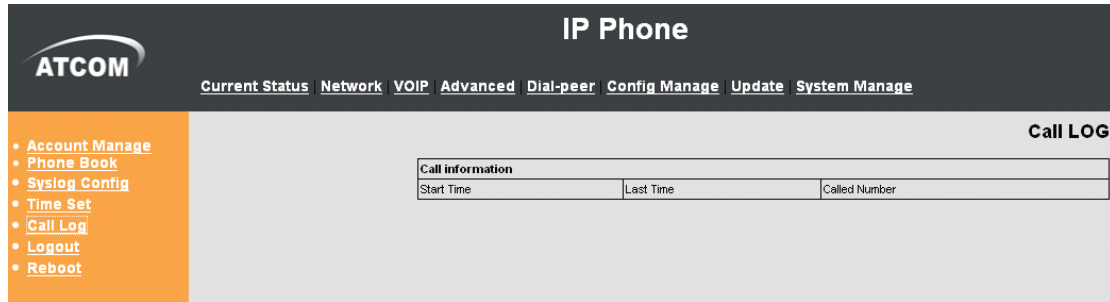 IP Phone
ATCOM
Current Status | Network | VOIP | Advanced | Dial-peer | Config Manage | Update | System Manage
Call LOG
• Account Manage
• Phone Book
• Syslog Config
• Time Set
• Call Log
• Logout
• Reboot
Call information
Start Time Last Time Called Number